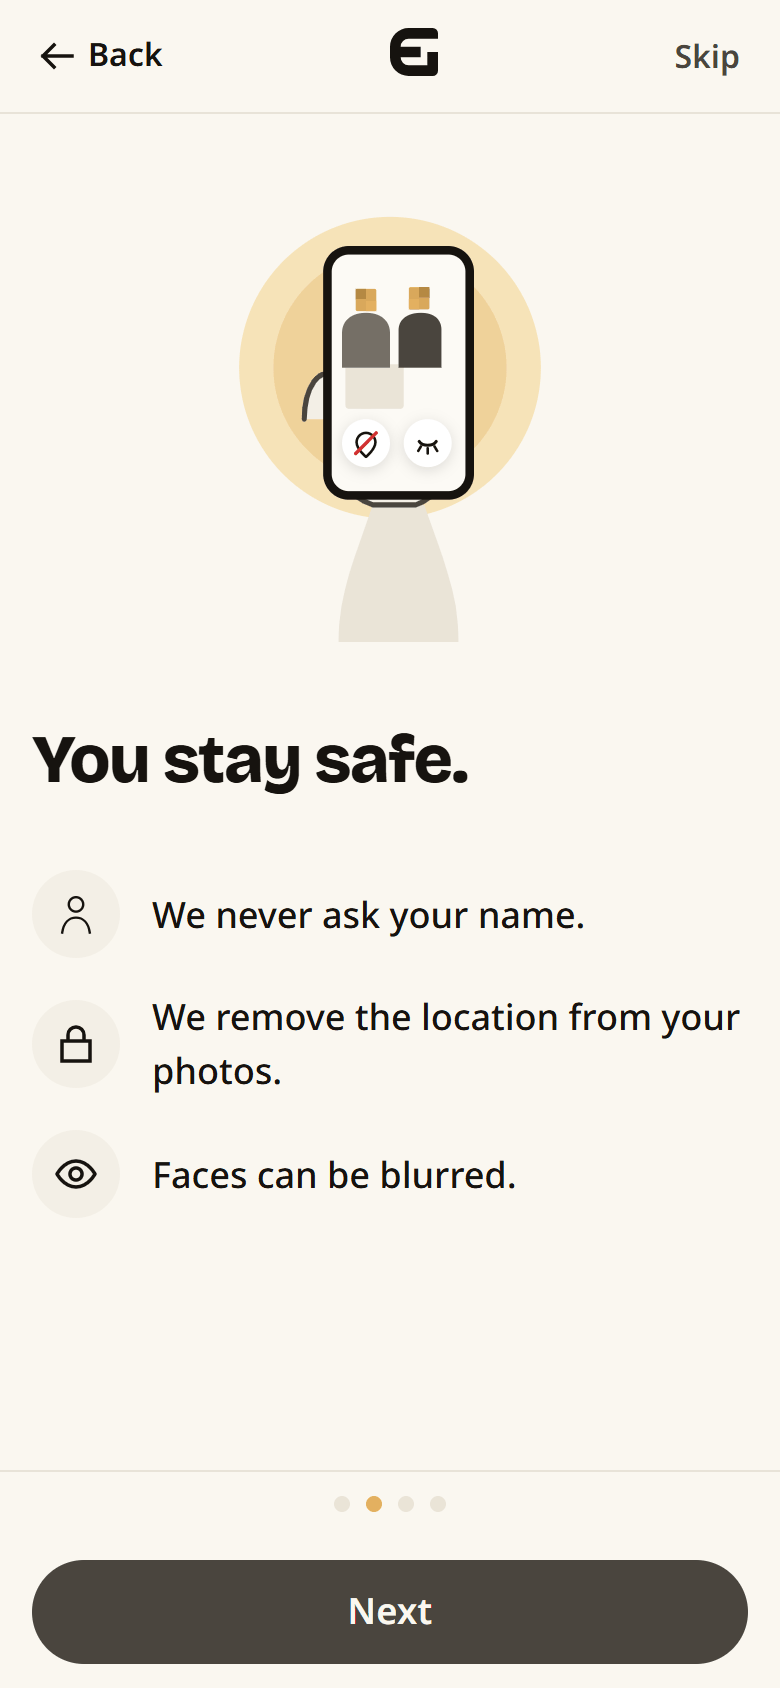 Back
Skip
You stay safe.
We never ask your name.
We remove the location from your
photos.
Faces can be blurred.
Next